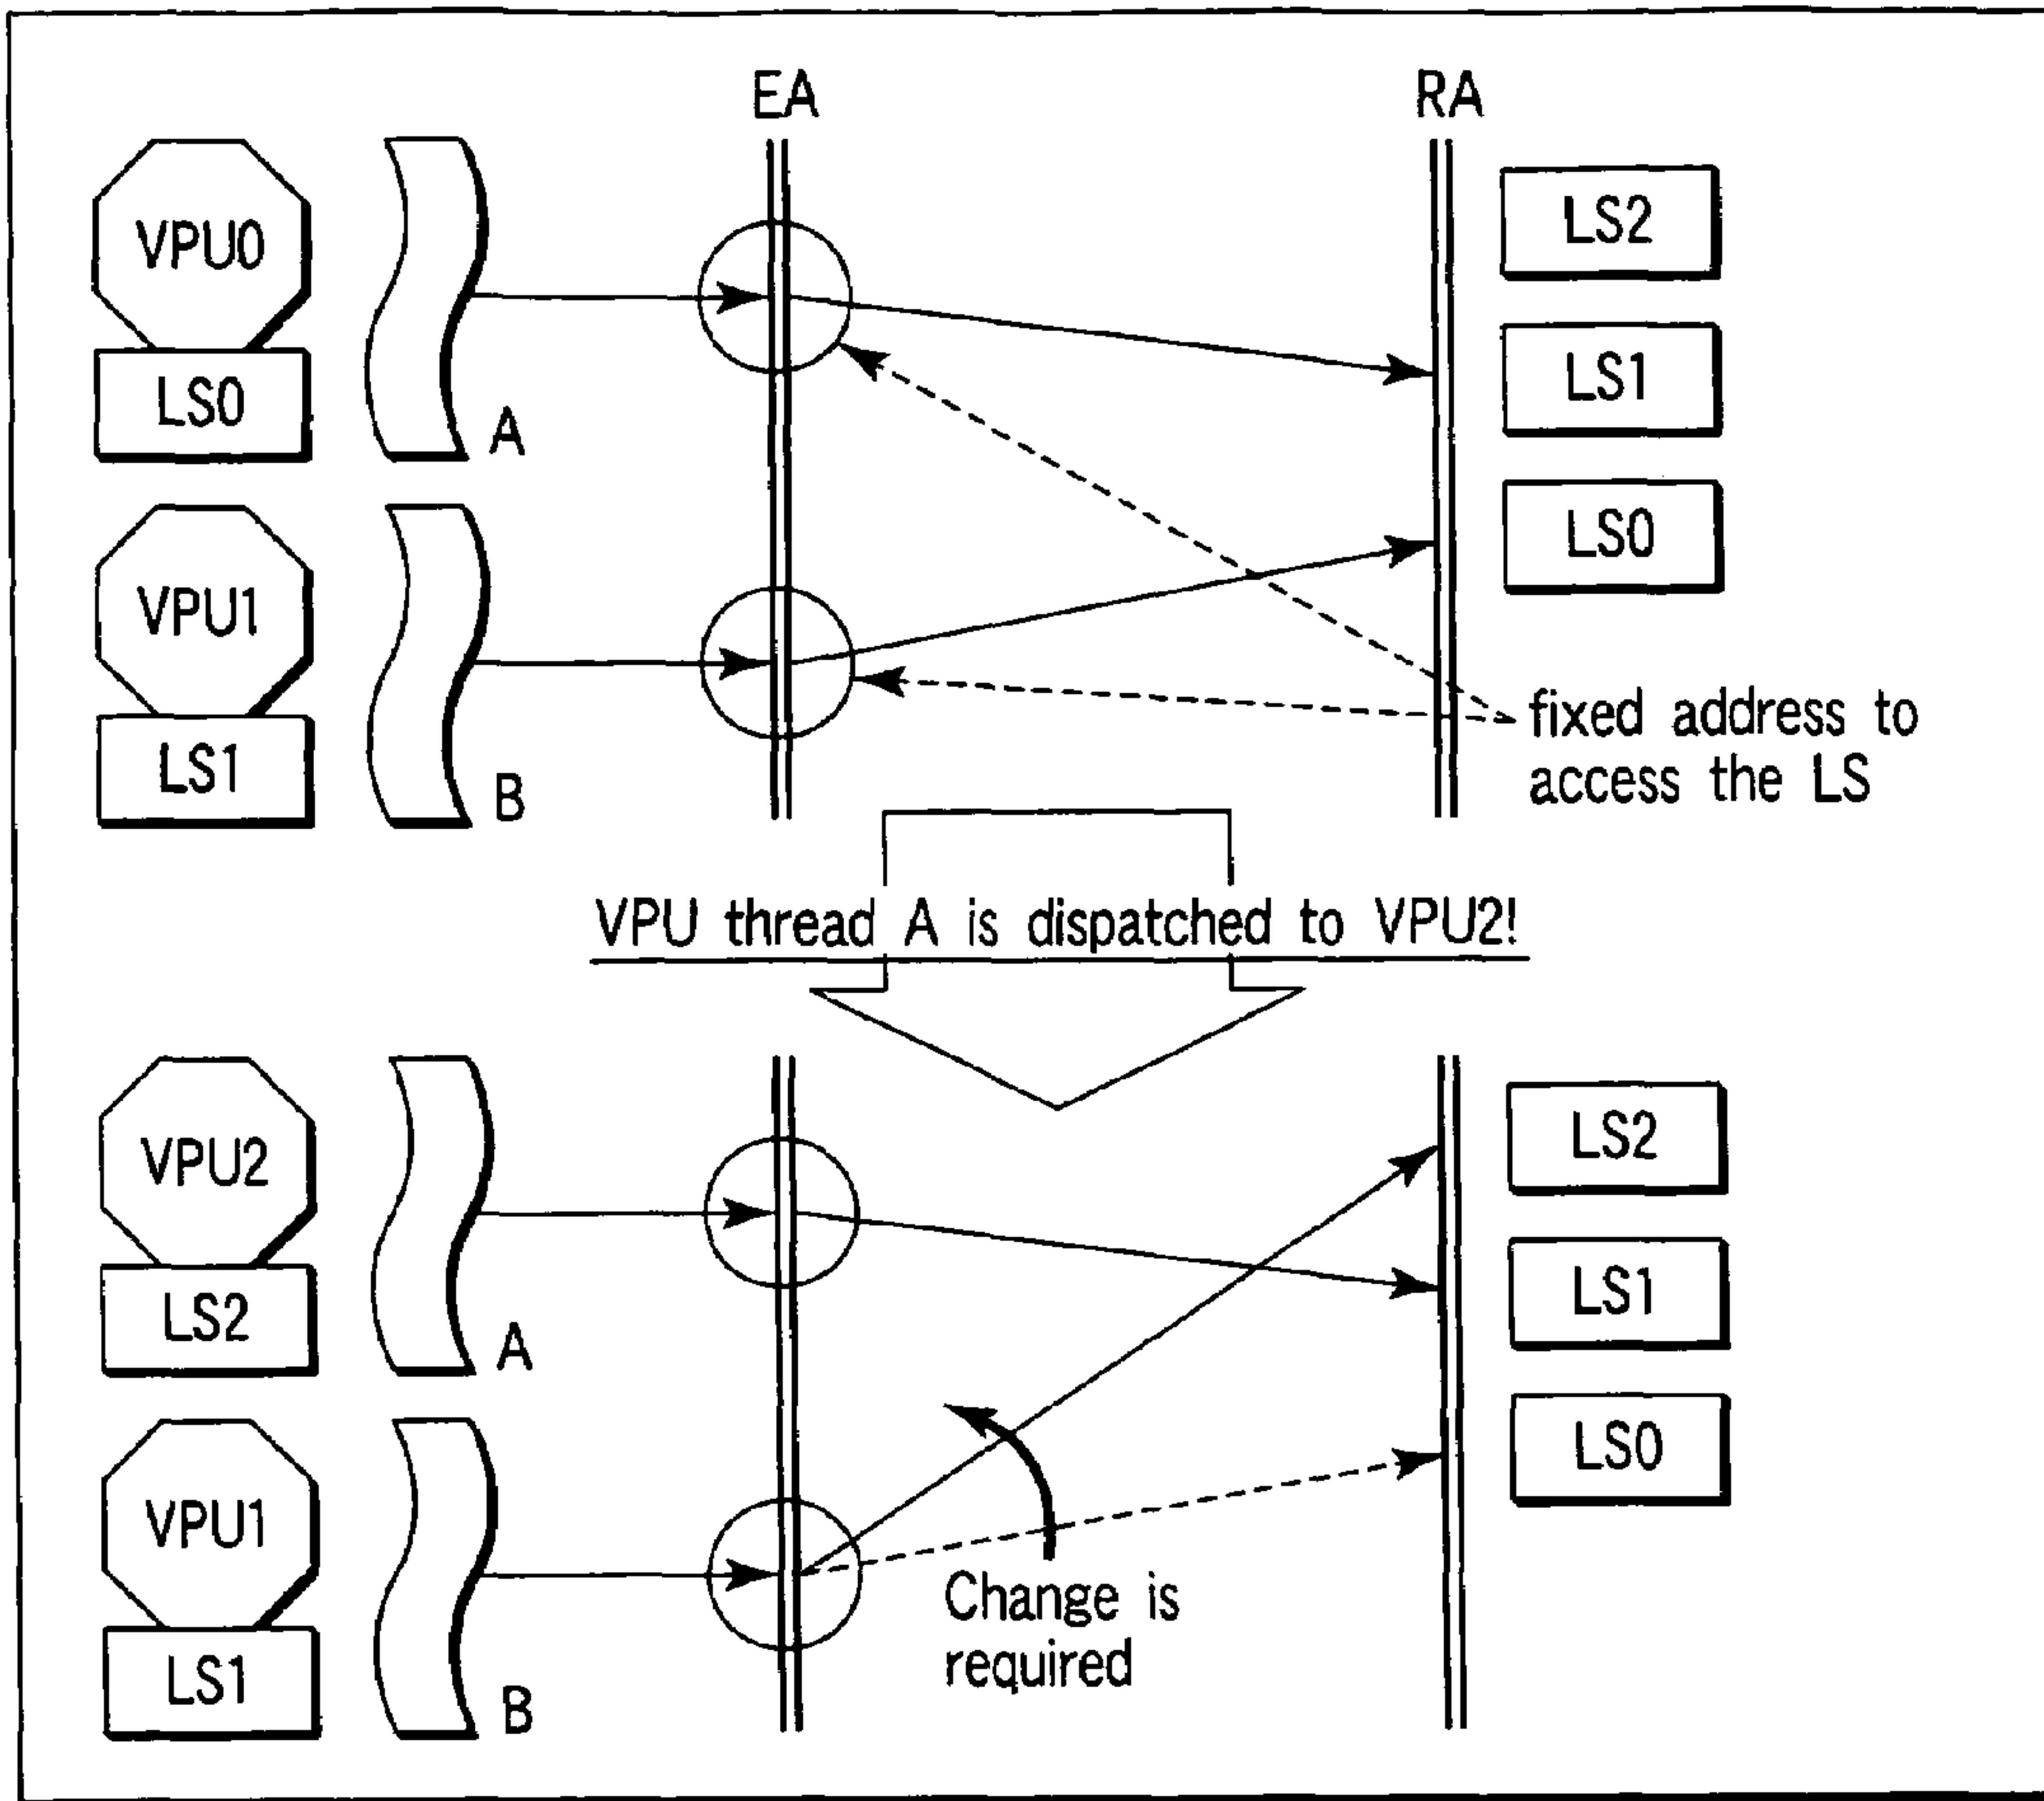 EA
RA
VPU0
LS0
A
LS2
LS1
LS0
VPU1
LS1
B
fixed address to
access the LS
VPU thread A is dispatched to VPU2!
VPU2
LS2
A
LS2
LS1
LS0
VPU1
LS1
B
Change is
required